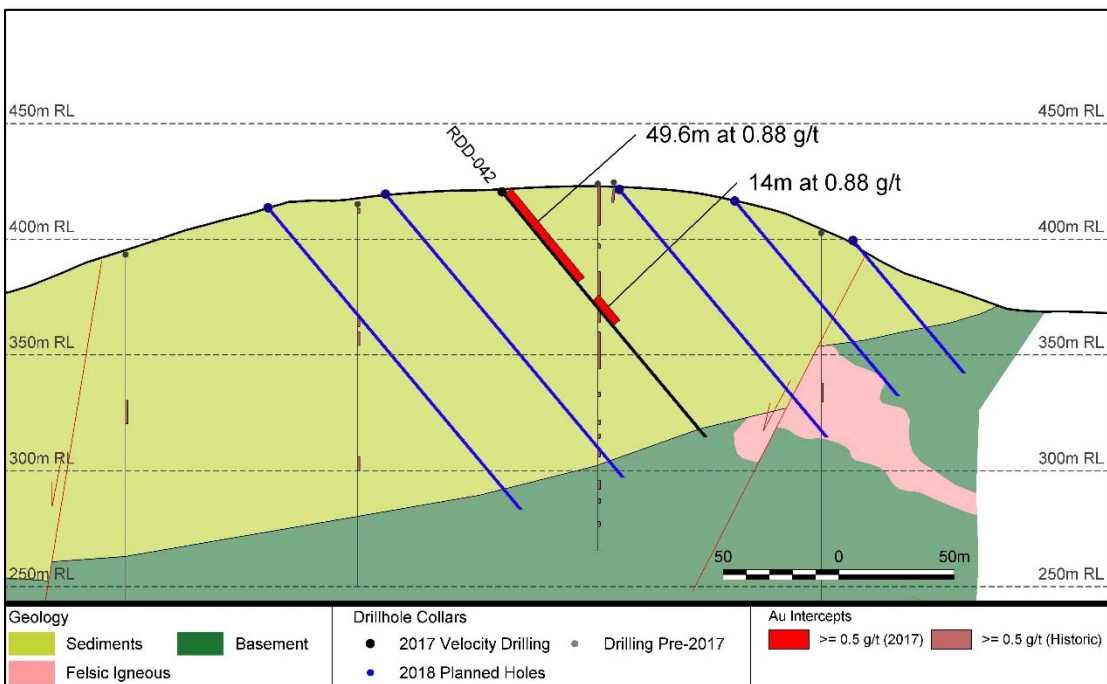 450m RL
450m RL
RDD-042
49.6m at 0.88 g/t
14m at 0.88 g/t
400m RL
400m RL
350m RL
350m RL
300m RL
300m RL
50 0 50m
250m RL
250m RL
Geology
Sediments
Basement
Felsic Igneous
Drillhole Collars
2017 Velocity Drilling
Drilling Pre-2017
2018 Planned Holes
Au Intercepts
>= 0.5 g/t (2017)
>= 0.5 g/t (Historic)